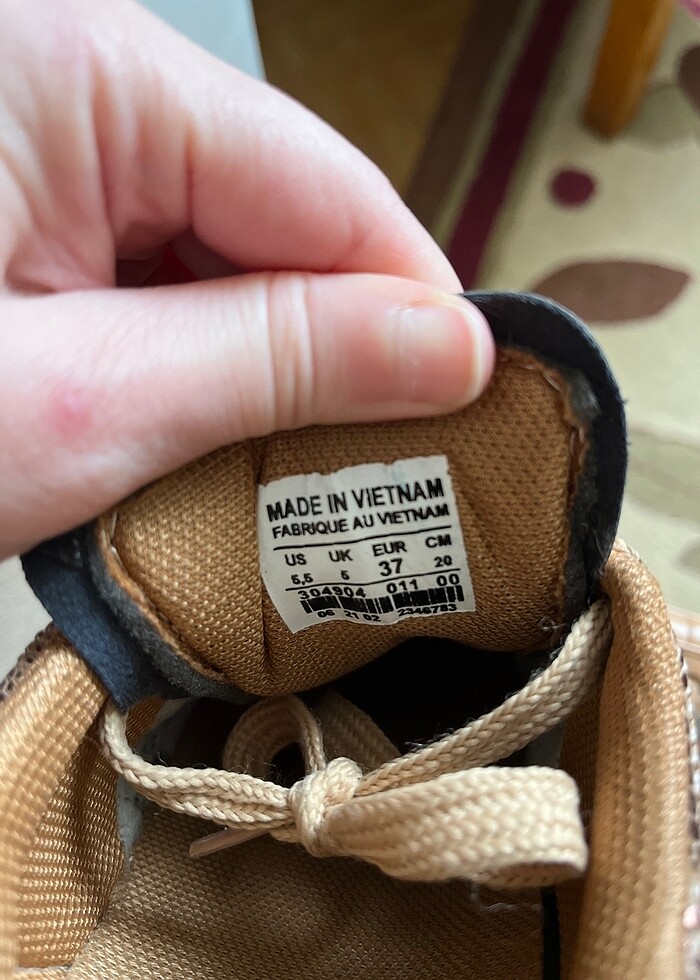 MADE IN VIETNAM
FABRIQUE AU VIETNAM
US UK EUR CM
5,5 5 37 20
304904 011 00
06 21 02 2346783